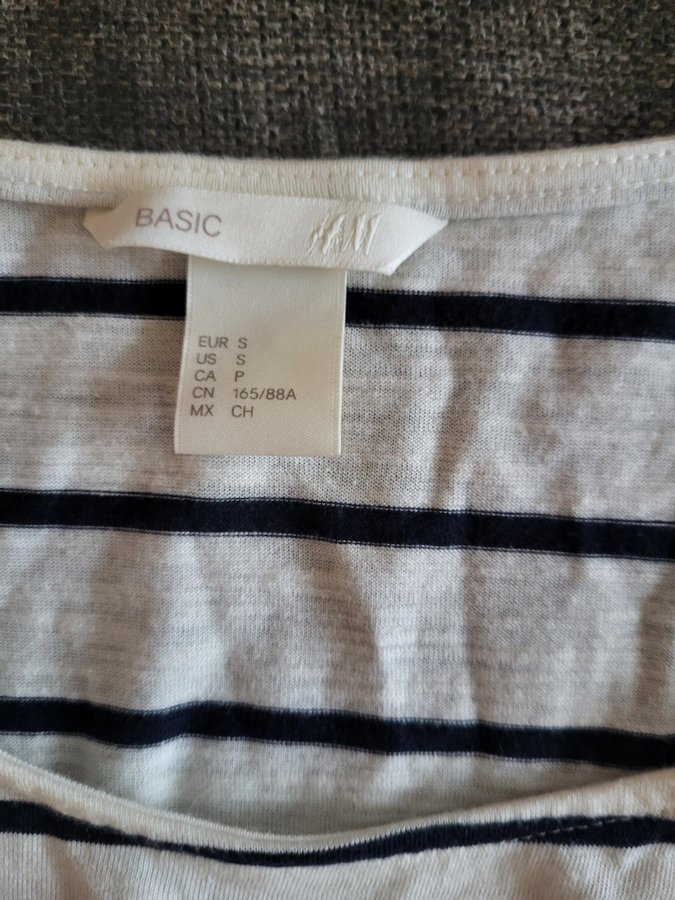 BASIC H&M
EUR S
US S
CA P
CN 165/88A
MX CH